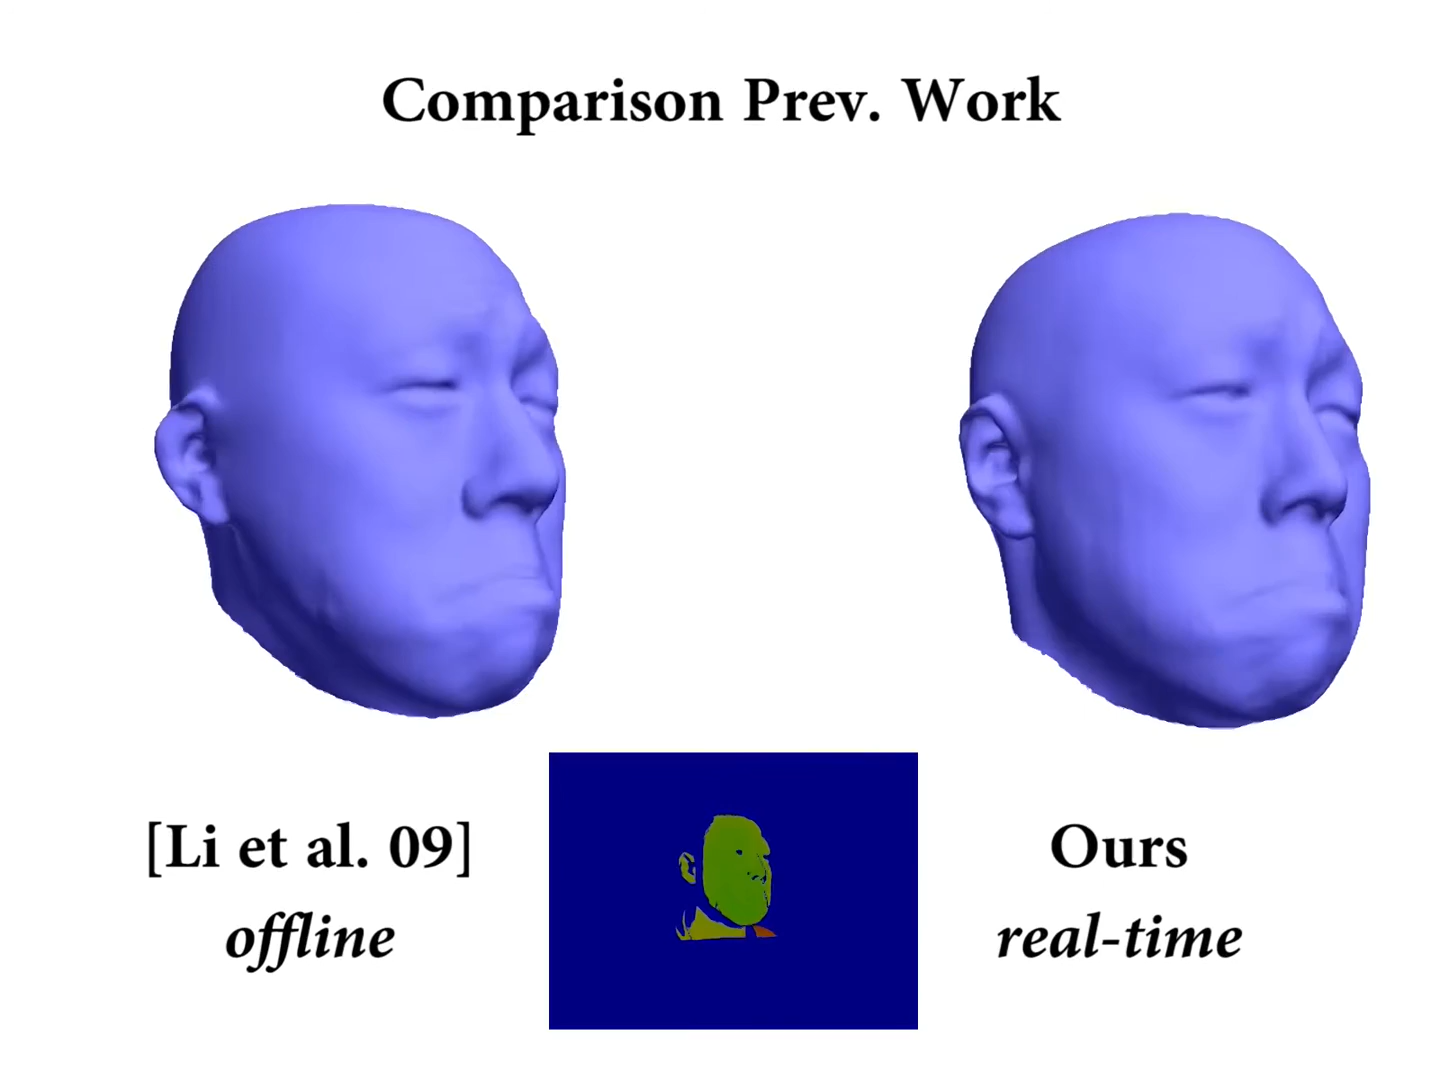 Comparison Prev. Work
[Li et al. 09]
offline
Ours
real-time